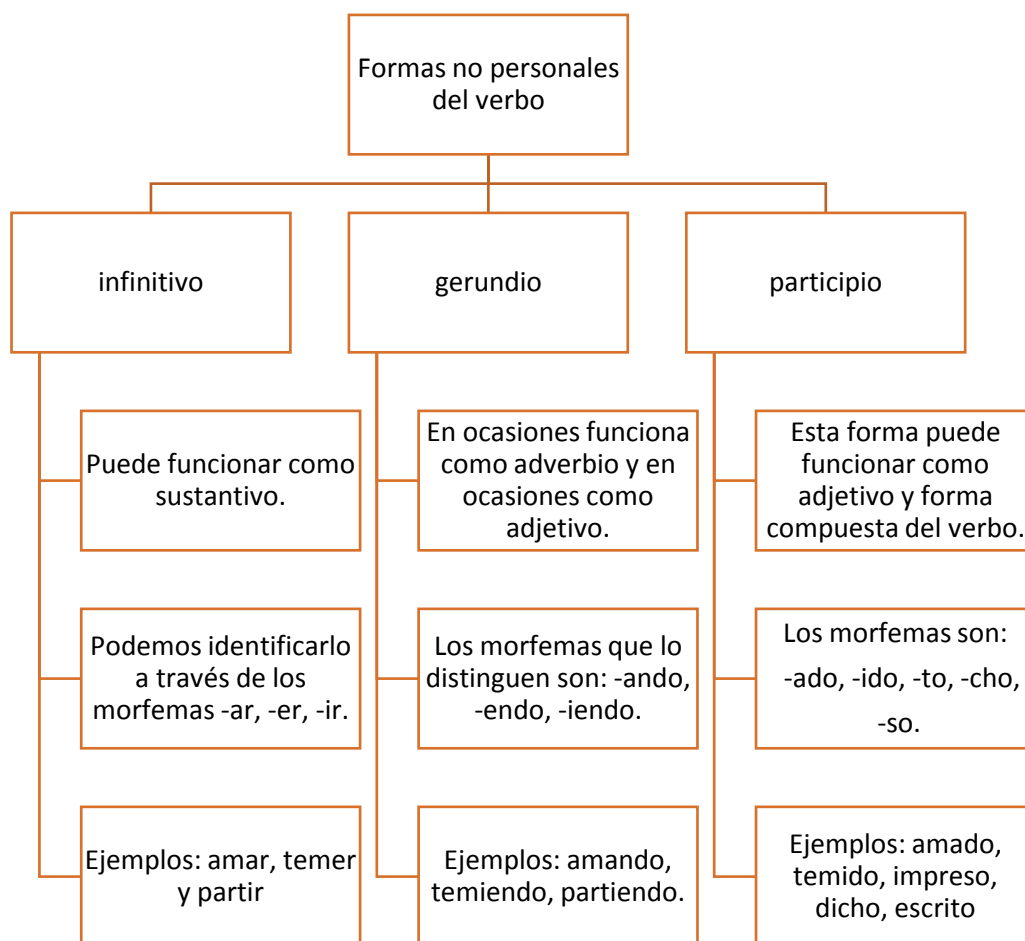 Formas no personales
del verbo
infinitivo
gerundio
participio
Puede funcionar como
sustantivo.
En ocasiones funciona
como adverbio y en
ocasiones como
adjetivo.
Esta forma puede
funcionar como
adjetivo y forma
compuesta del verbo.
Podemos identificarlo
a través de los
morfemas -ar, -er, -ir.
Los morfemas que lo
distinguen son: -ando,
-endo, -iendo.
Los morfemas son:
-ado, -ido, -to, -cho,
-so.
Ejemplos: amar, temer
y partir
Ejemplos: amando,
temiendo, partiendo.
Ejemplos: amado,
temido, impreso,
dicho, escrito